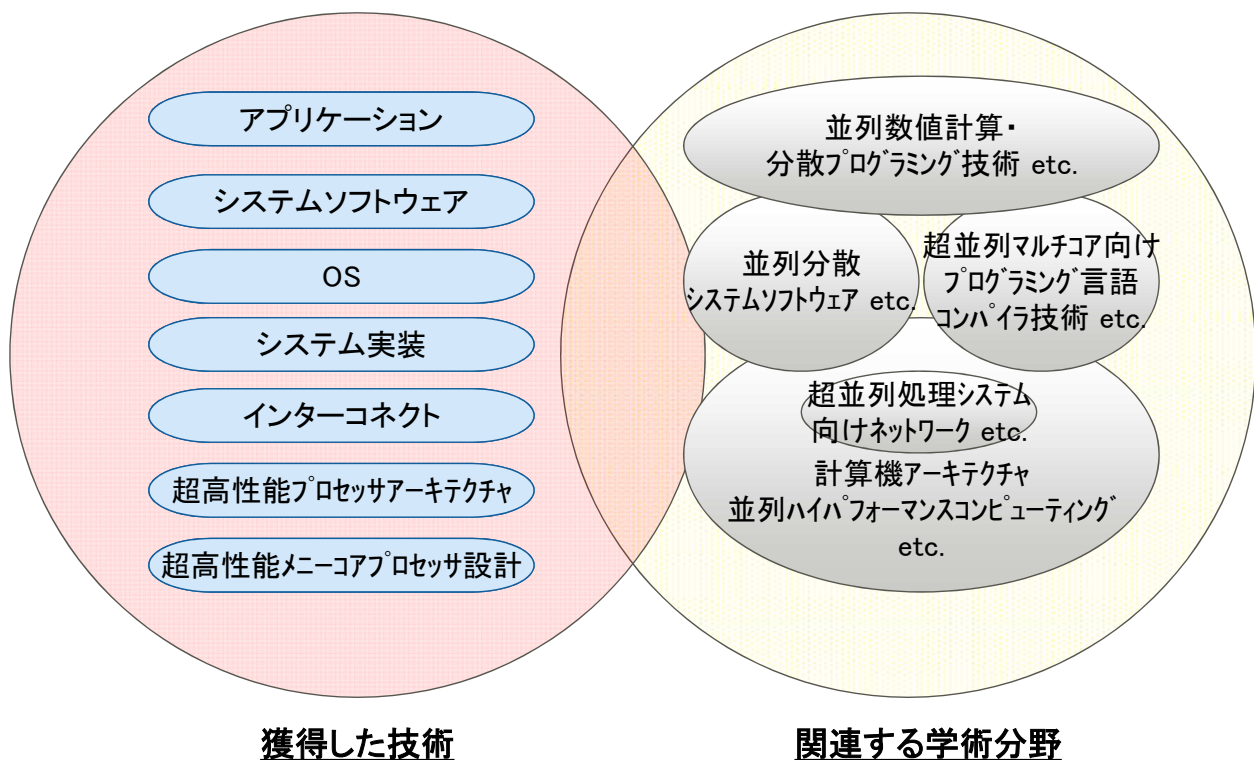 アプリケーション
システムソフトウェア
OS
システム実装
インターコネクト
超高性能プロセッサアーキテクチャ
超高性能メニーコアプロセッサ設計
獲得した技術
並列数値計算・
分散プログラミング技術 etc.
並列分散
システムソフトウェア etc.
超並列マルチコア向け
プログラミング言語
コンパイラ技術 etc.
超並列処理システム
向けネットワーク etc.
計算機アーキテクチャ
並列ハイパフォーマンスコンピューティング
etc.
関連する学術分野